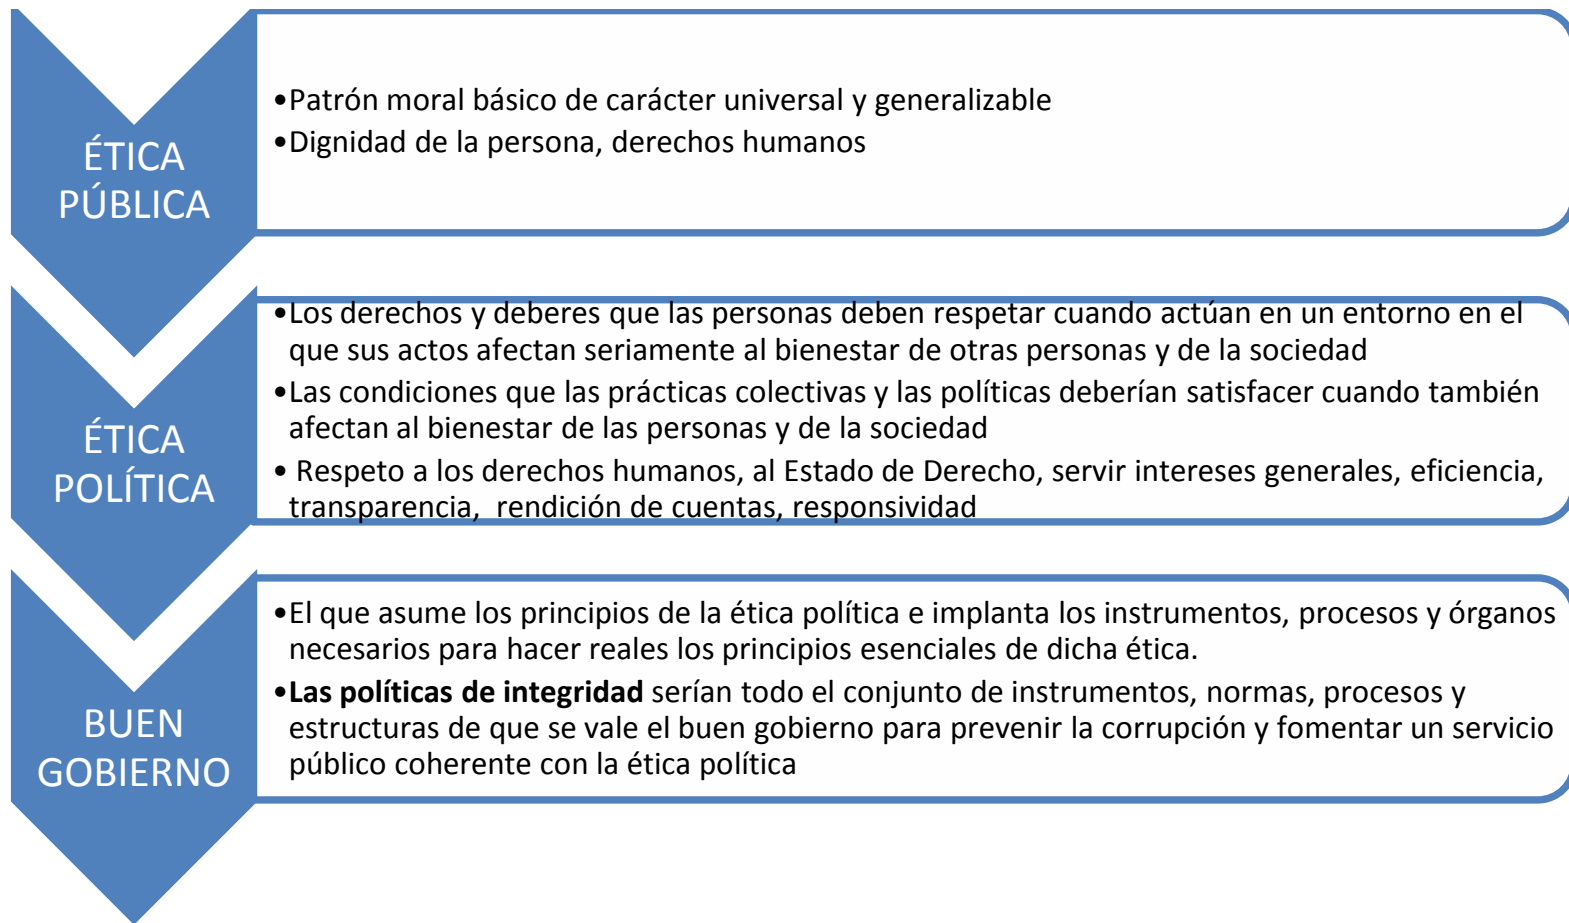 ÉTICA
PÚBLICA
•Patrón moral básico de carácter universal y generalizable
•Dignidad de la persona, derechos humanos
ÉTICA
POLÍTICA
•Los derechos y deberes que las personas deben respetar cuando actúan en un entorno en el
que sus actos afectan seriamente al bienestar de otras personas y de la sociedad
•Las condiciones que las prácticas colectivas y las políticas deberían satisfacer cuando también
afectan al bienestar de las personas y de la sociedad
• Respeto a los derechos humanos, al Estado de Derecho, servir intereses generales, eficiencia,
transparencia,  rendición de cuentas, responsividad
BUEN
GOBIERNO
•El que asume los principios de la ética política e implanta los instrumentos, procesos y órganos
necesarios para hacer reales los principios esenciales de dicha ética.
•Las políticas de integridad serían todo el conjunto de instrumentos, normas, procesos y
estructuras de que se vale el buen gobierno para prevenir la corrupción y fomentar un servicio
público coherente con la ética política